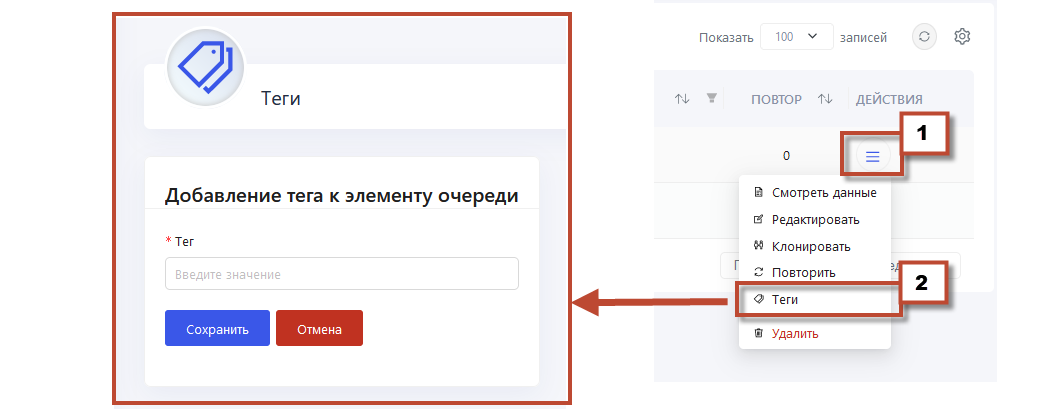 Теги
Добавление тега к элементу очереди
* Тег
Введите значение
Сохранить Отмена
Показать 100 записей
ПОВТОР ДЕЙСТВИЯ
1
0
Смотреть данные
Редактировать
Клонировать
Повторить
2
Теги
Удалить